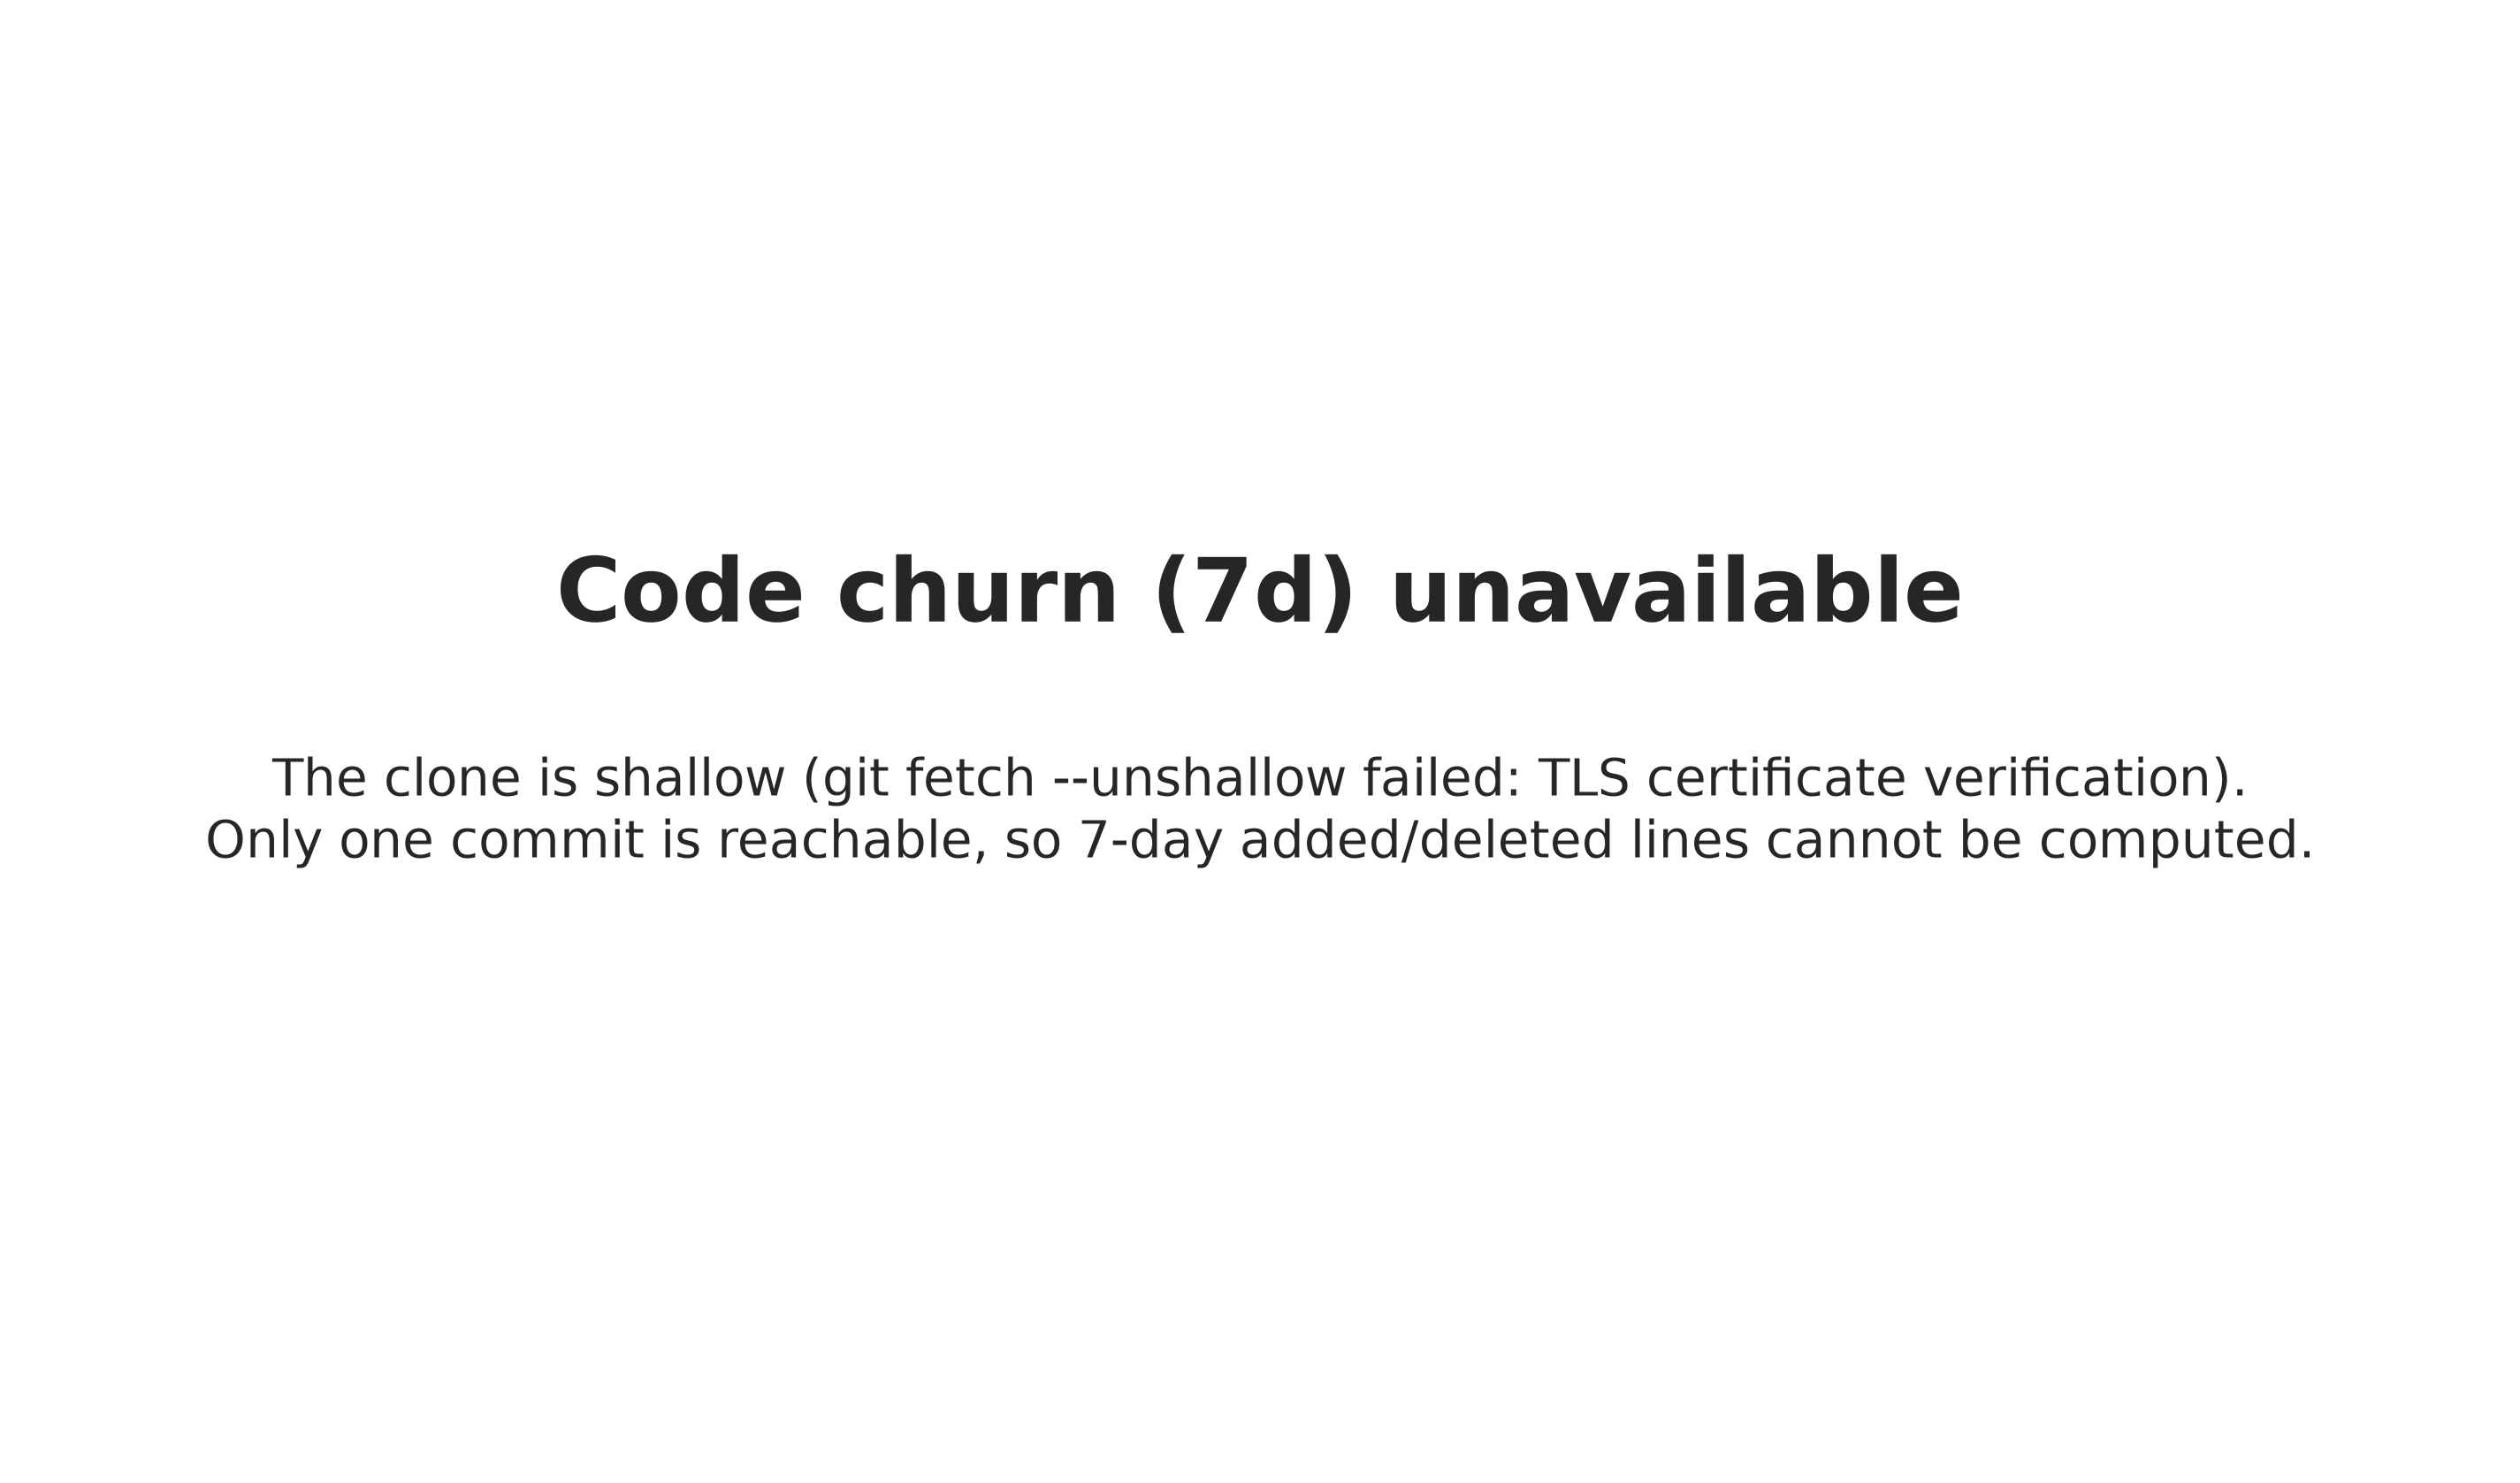 Code churn (7d) unavailable
The clone is shallow (git fetch --unshallow failed: TLS certificate verification).
Only one commit is reachable, so 7-day added/deleted lines cannot be computed.